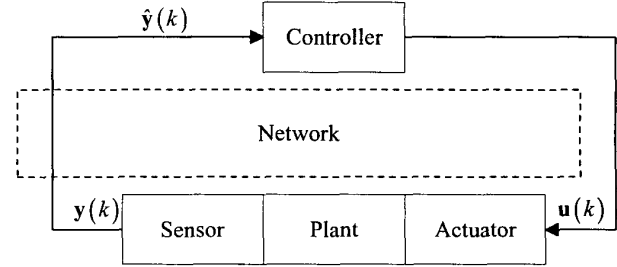 ŷ(k)
Controller
Network
y(k)
Sensor
Plant
Actuator
u(k)